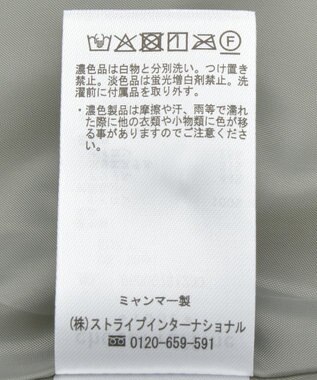 濃色品は白物と分別洗い。つけ置き
禁止。淡色品は蛍光増白剤禁止。洗
濯前に付属品を取り外す。
・濃色製品は摩擦や汗、雨等で濡れ
た際に他の衣類や小物類に色が移
る事がありますのでご注意くださ
い。
ミャンマー製
(株)ストライプインターナショナル
0120-659-591